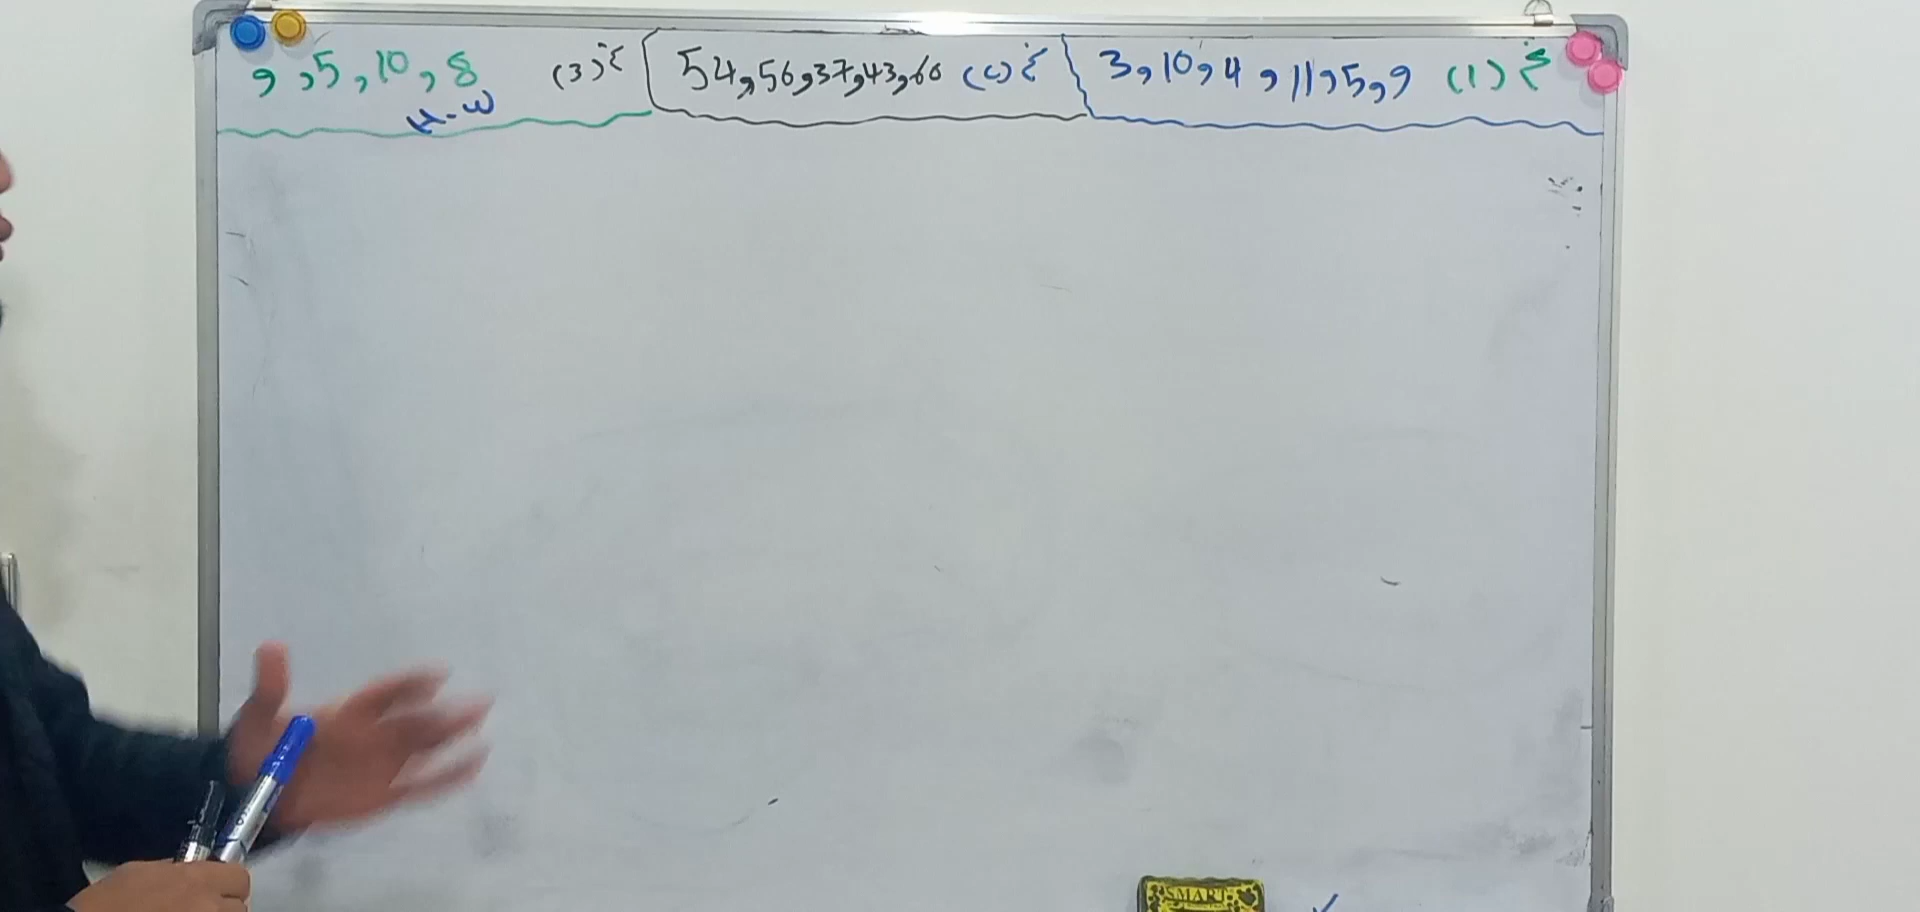 3, 10, 4, 11, 5, 9 (1) غ
54, 56, 37, 43, 60 (2) غ
9, 5, 10, 8 (3) غ
H.W
SMART